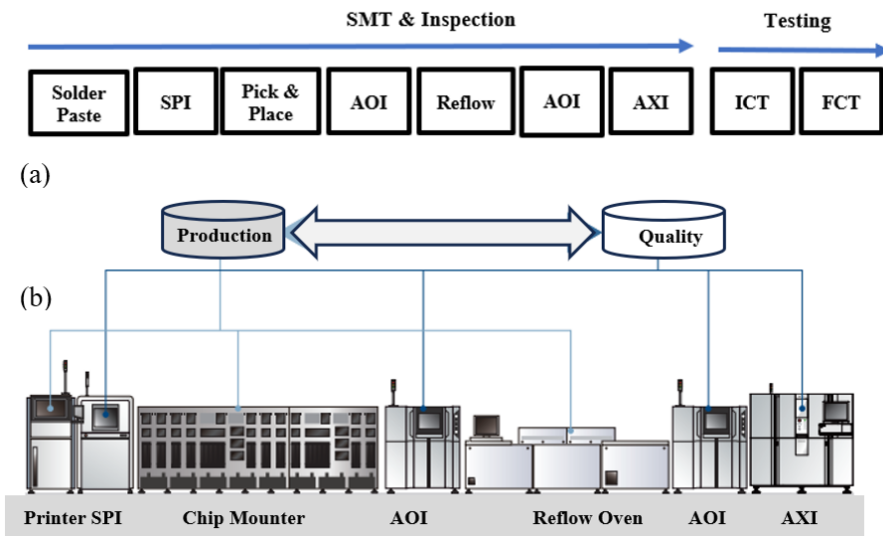 SMT & Inspection
Testing
Solder
Paste
SPI
Pick &
Place
AOI
Reflow
AOI
AXI
ICT
FCT
(a)
Production
Quality
(b)
Printer SPI
Chip Mounter
AOI
Reflow Oven
AOI
AXI